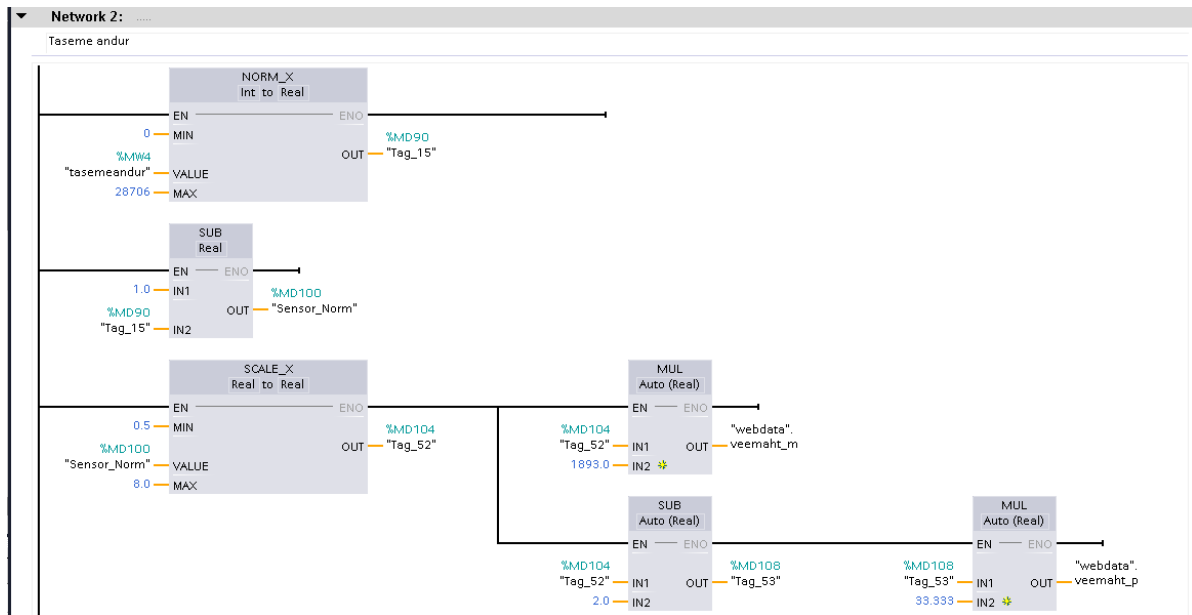 Network 2: .....
Taseme andur
NORM_X
Int to Real
EN ENO
0 MIN
%MW4
"tasemeandur" VALUE
28706 MAX
%MD90
OUT "Tag_15"
SUB
Real
EN ENO
1.0 IN1
%MD90
"Tag_15" IN2
%MD100
OUT "Sensor_Norm"
SCALE_X
Real to Real
EN ENO
0.5 MIN
%MD100
"Sensor_Norm" VALUE
8.0 MAX
%MD104
OUT "Tag_52"
MUL
Auto (Real)
EN ENO
%MD104
"Tag_52" IN1
1893.0 IN2
"webdata".
OUT veemaht_m
SUB
Auto (Real)
EN ENO
%MD104
"Tag_52" IN1
2.0 IN2
%MD108
OUT "Tag_53"
MUL
Auto (Real)
EN ENO
%MD108
"Tag_53" IN1
33.333 IN2
"webdata".
OUT veemaht_p